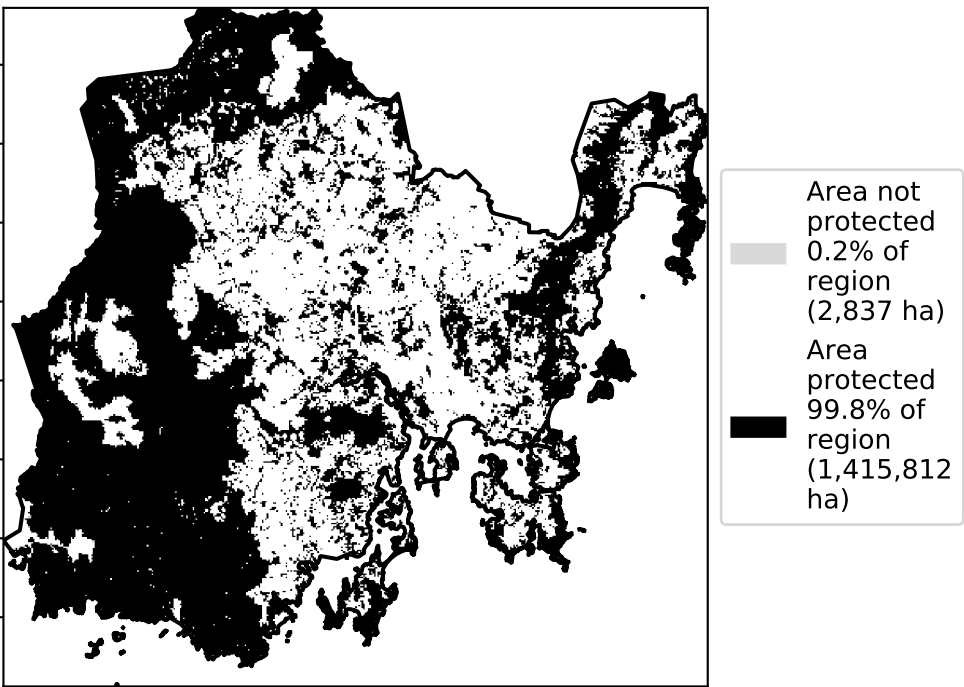 Area not
protected
0.2% of
region
(2,837 ha)
Area
protected
99.8% of
region
(1,415,812
ha)